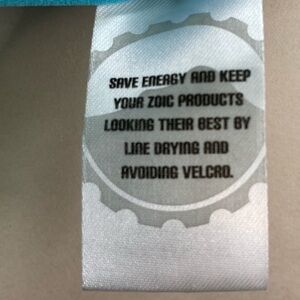 SAVE ENERGY AND KEEP
YOUR ZOIC PRODUCTS
LOOKING THEIR BEST BY
LINE DRYING AND
AVOIDING VELCRO.